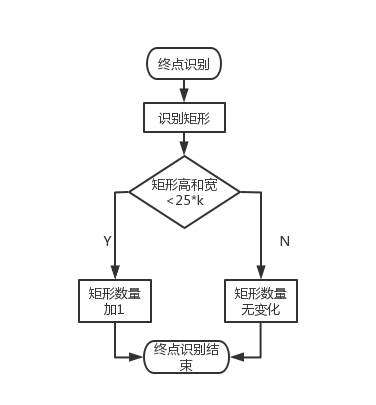 终点识别
识别矩形
矩形高和宽
<25*k
Y
N
矩形数量
加1
矩形数量
无变化
终点识别结
束